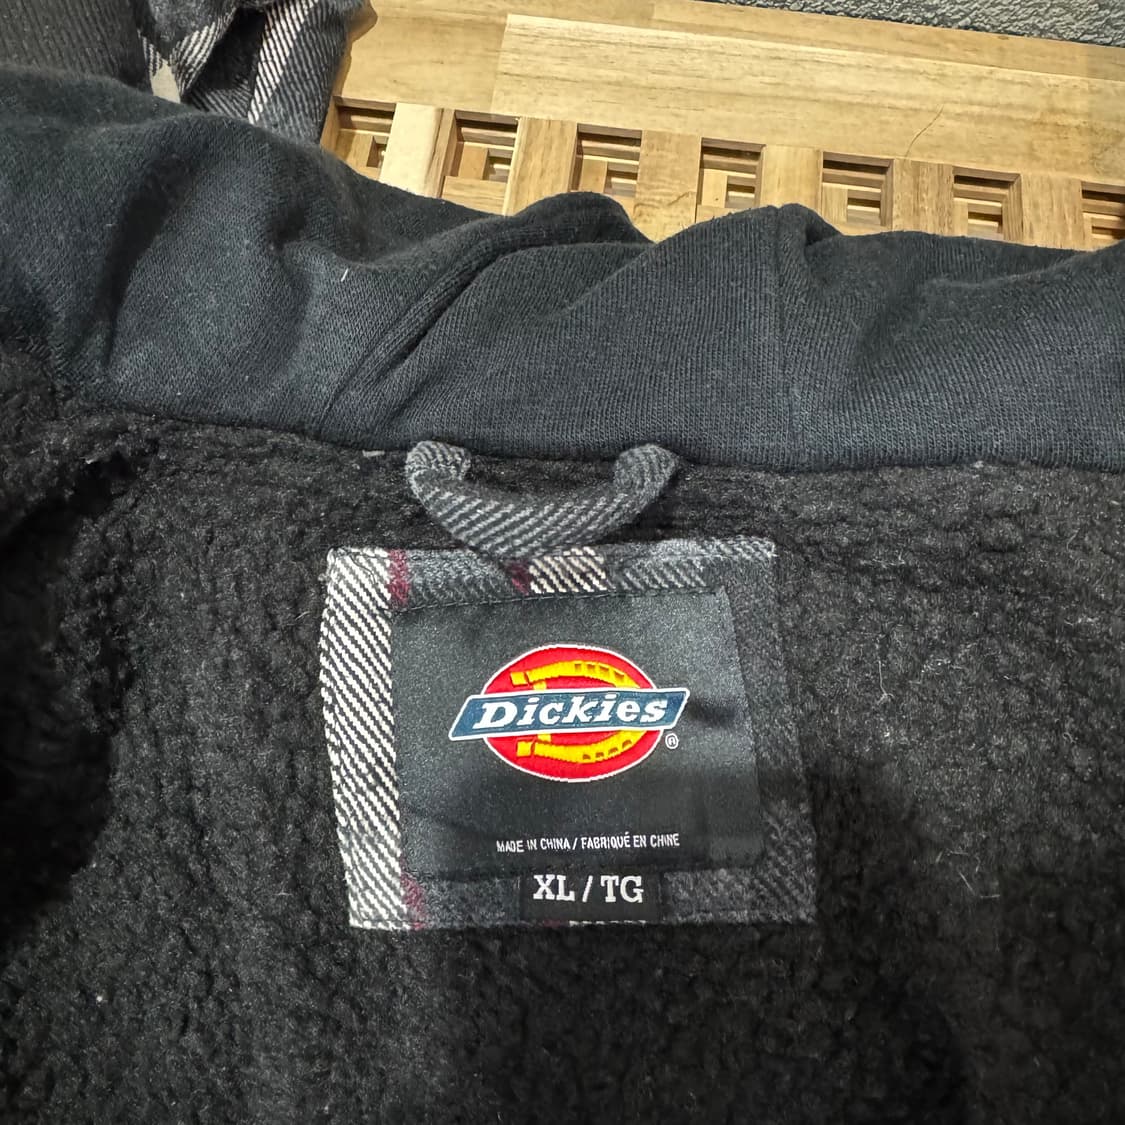 Dickies
®
MADE IN CHINA / FABRIQUÉ EN CHINE
XL / TG